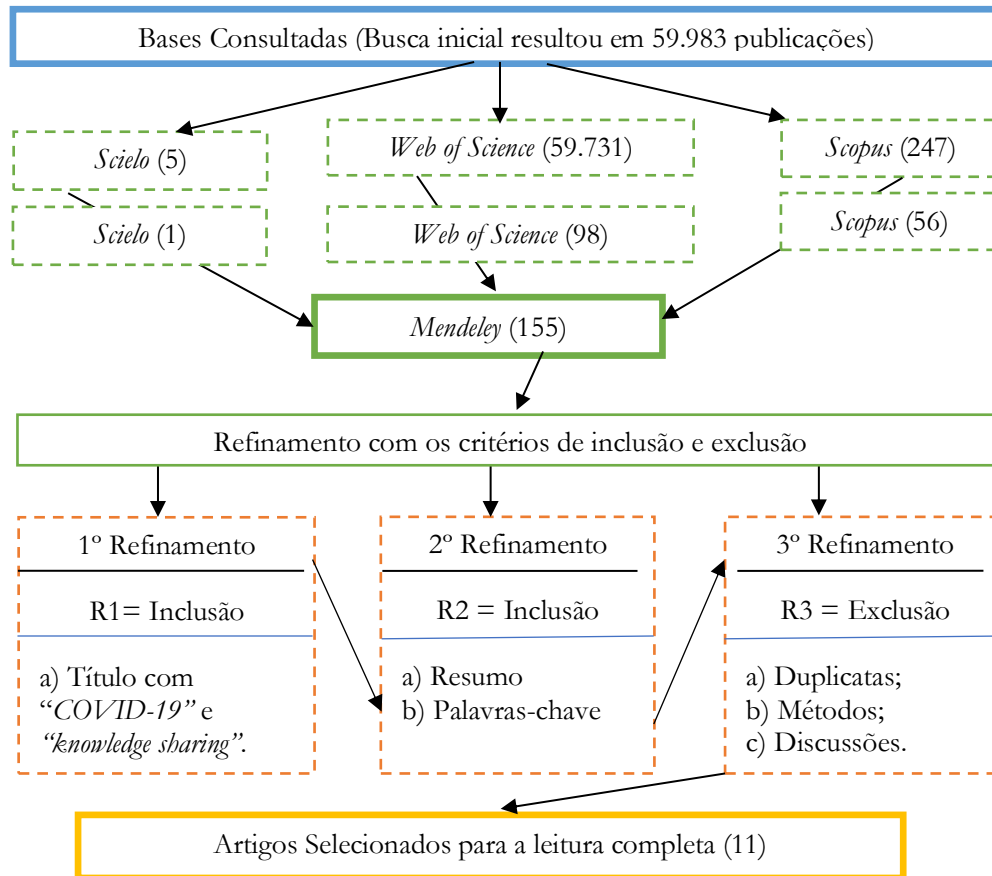 Bases Consultadas (Busca inicial resultou em 59.983 publicações)
Scielo (5)
Web of Science (59.731)
Scopus (247)
Scielo (1)
Web of Science (98)
Scopus (56)
Mendeley (155)
Refinamento com os critérios de inclusão e exclusão
1º Refinamento
R1= Inclusão
a) Título com
“COVID-19” e
“knowledge sharing”.
2º Refinamento
R2 = Inclusão
a) Resumo
b) Palavras-chave
3º Refinamento
R3 = Exclusão
a) Duplicatas;
b) Métodos;
c) Discussões.
Artigos Selecionados para a leitura completa (11)